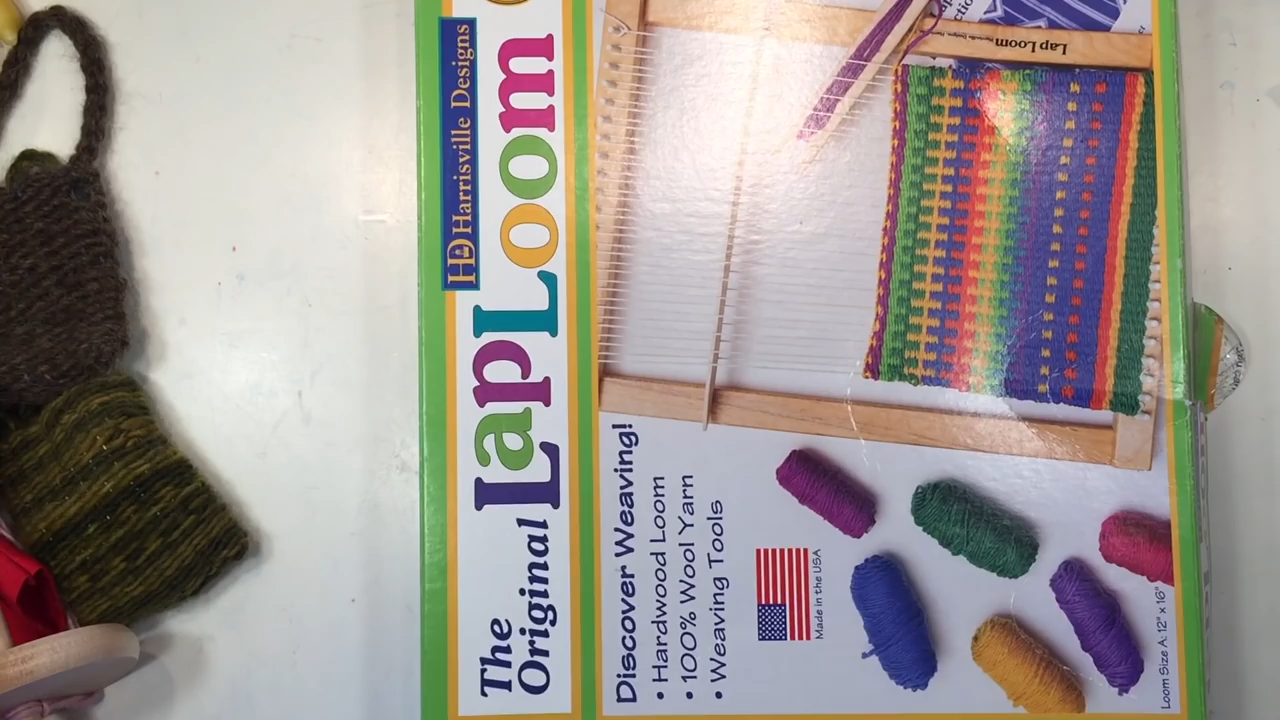 HD Harrisville Designs
The
Original
LapLoom
Discover Weaving!
• Hardwood Loom
• 100% Wool Yarn
• Weaving Tools
Made in the USA
Lap Loom
Loom Size A: 12" x 16"